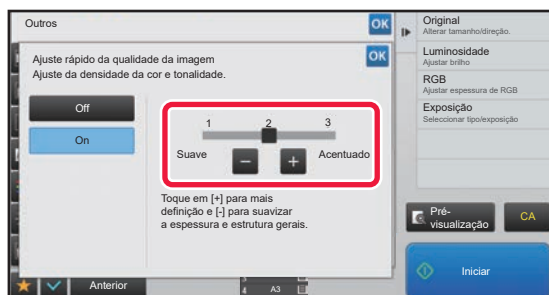 Outros
OK
Ajuste rápido da qualidade da imagem
Ajuste da densidade da cor e tonalidade.
OK
Off
On
1 2 3
Suave
-
+
Acentuado
Toque em [+] para mais
definição e [-] para suavizar
a espessura e estrutura gerais.
Anterior
4 A3
Original
Alterar tamanho/direção.
Luminosidade
Ajustar brilho
RGB
Ajustar espessura de RGB
Exposição
Seleccionar tipo/exposição
Pré-
visualização
CA
Iniciar